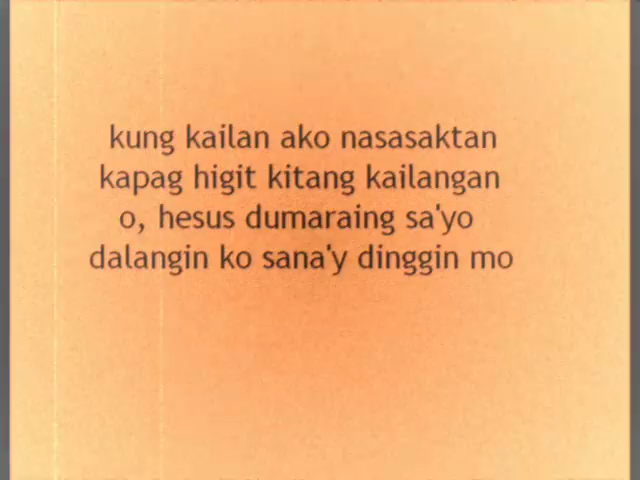 kung kailan ako nasasaktan
kapag higit kitang kailangan
o, hesus dumaraing sa'yo
dalangin ko sana'y dinggin mo